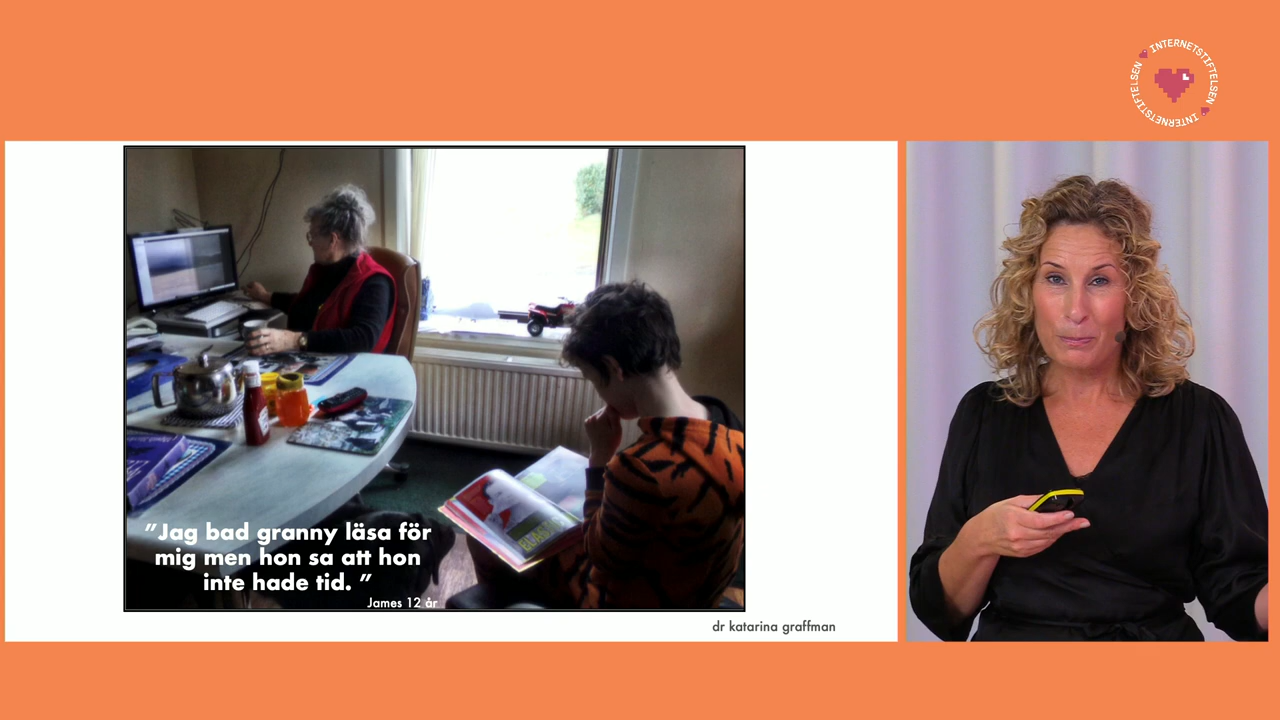 INTERNETSTIFTELSEN
INTERNETSTIFTELSEN
"Jag bad granny läsa för
mig men hon sa att hon
inte hade tid. "
James 12 år
dr katarina graffman